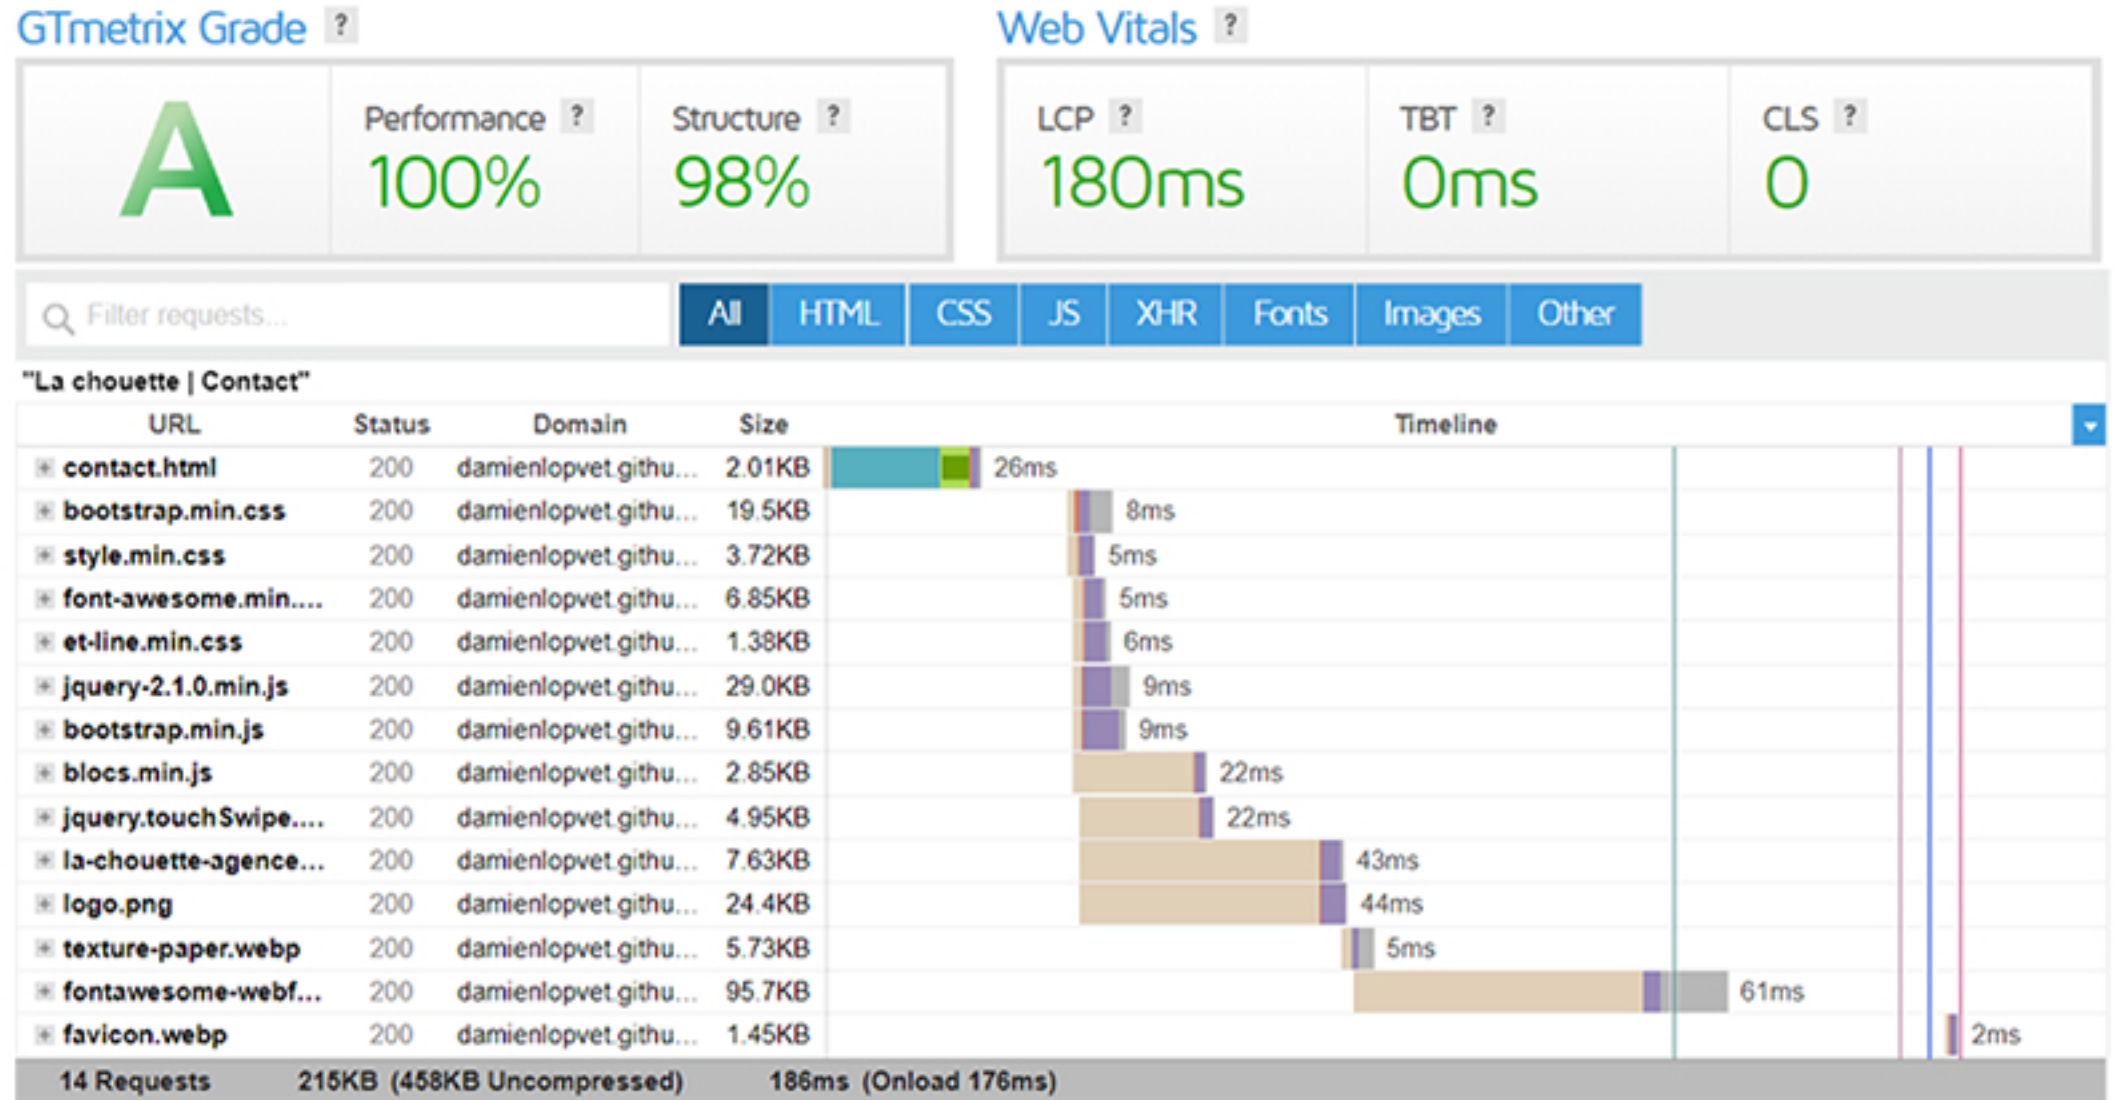 GTmetrix Grade ? Web Vitals ?
A Performance ? Structure ? LCP ? TBT ? CLS ?
100% 98% 180ms 0ms 0
Filter requests... All HTML CSS JS XHR Fonts Images Other
"La chouette | Contact"
URL Status Domain Size Timeline
contact.html 200 damienlopvet.githu... 2.01KB 26ms
bootstrap.min.css 200 damienlopvet.githu... 19.5KB 8ms
style.min.css 200 damienlopvet.githu... 3.72KB 5ms
font-awesome.min.... 200 damienlopvet.githu... 6.85KB 5ms
et-line.min.css 200 damienlopvet.githu... 1.38KB 6ms
jquery-2.1.0.min.js 200 damienlopvet.githu... 29.0KB 9ms
bootstrap.min.js 200 damienlopvet.githu... 9.61KB 9ms
blocs.min.js 200 damienlopvet.githu... 2.85KB 22ms
jquery.touchSwipe.... 200 damienlopvet.githu... 4.95KB 22ms
la-chouette-agence... 200 damienlopvet.githu... 7.63KB 43ms
logo.png 200 damienlopvet.githu... 24.4KB 44ms
texture-paper.webp 200 damienlopvet.githu... 5.73KB 5ms
fontawesome-webf... 200 damienlopvet.githu... 95.7KB 61ms
favicon.webp 200 damienlopvet.githu... 1.45KB 2ms
14 Requests 215KB (458KB Uncompressed) 186ms (Onload 176ms)